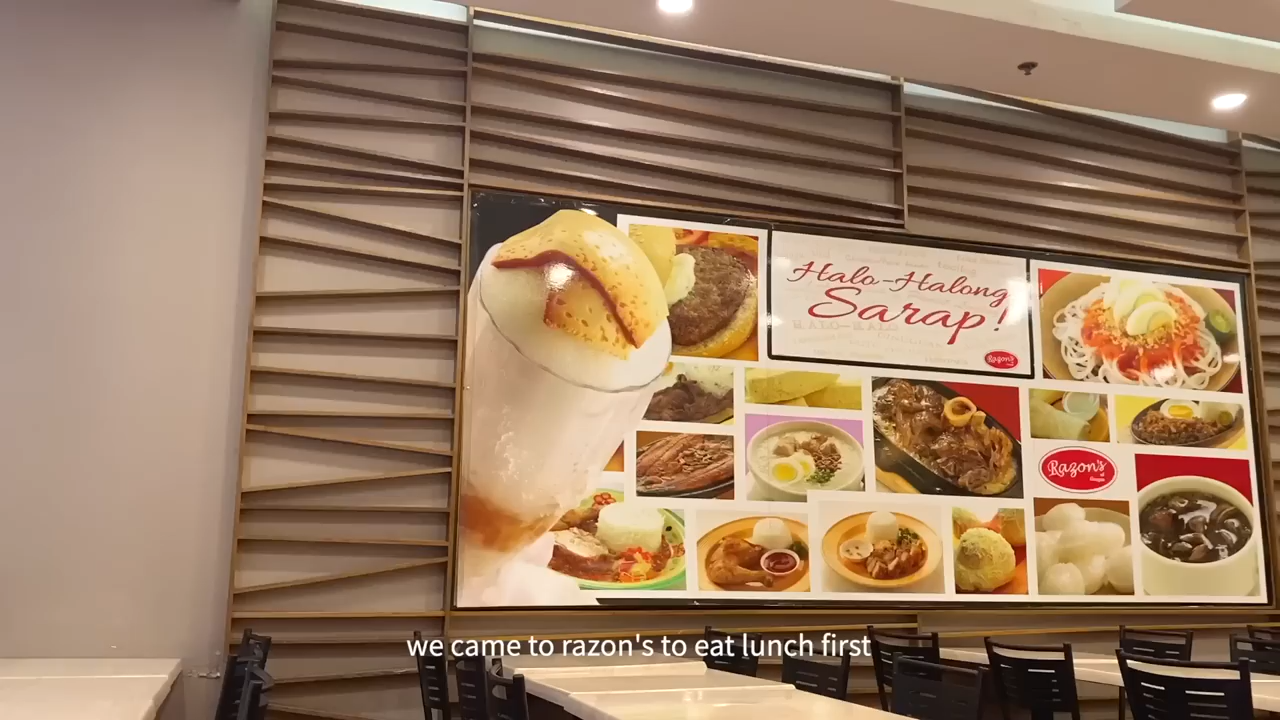 Halo-Halong
Sarap!
Razon's
Razon's
we came to razon's to eat lunch first